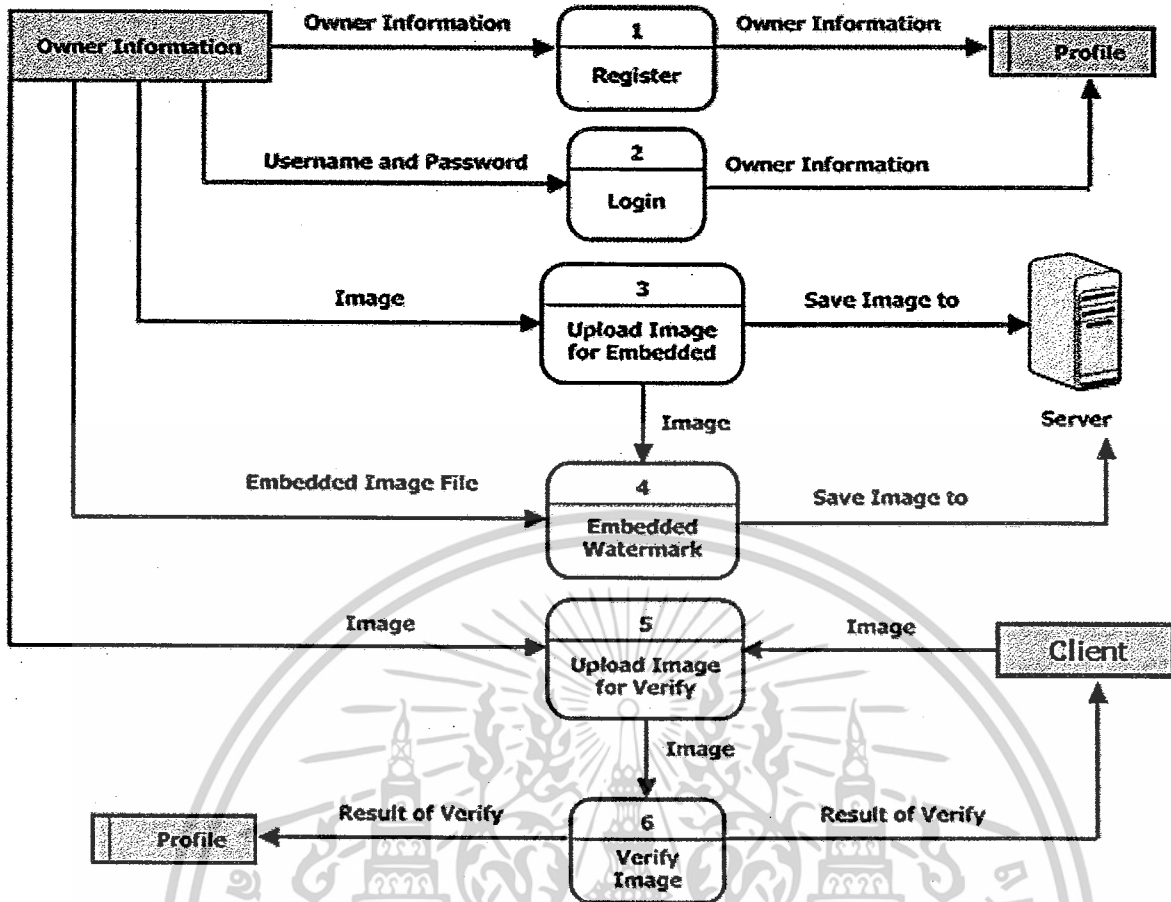 Owner Information
Owner Information
1
Register
Owner Information
Profile
Username and Password
2
Login
Owner Information
Image
3
Upload Image
for Embedded
Save Image to
Server
Image
Embedded Image File
4
Embedded
Watermark
Save Image to
Image
5
Upload Image
for Verify
Image
Client
Image
Profile
Result of Verify
6
Verify
Image
Result of Verify